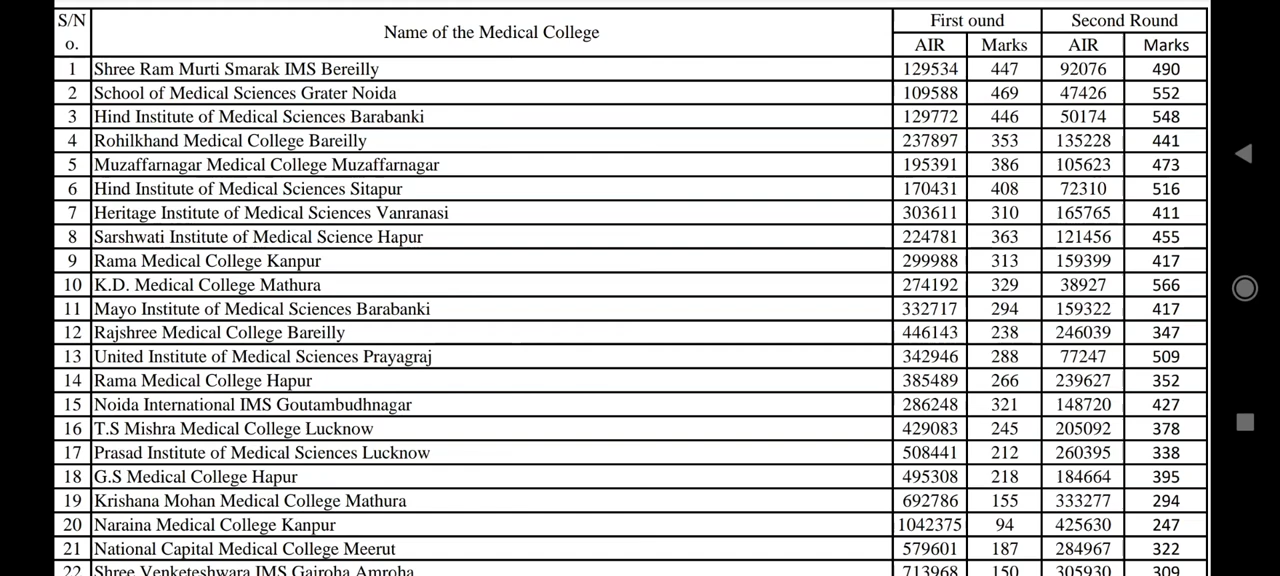 S/N o. Name of the Medical College First ound Second Round
AIR Marks AIR Marks
1 Shree Ram Murti Smarak IMS Bereilly 129534 447 92076 490
2 School of Medical Sciences Grater Noida 109588 469 47426 552
3 Hind Institute of Medical Sciences Barabanki 129772 446 50174 548
4 Rohilkhand Medical College Bareilly 237897 353 135228 441
5 Muzaffarnagar Medical College Muzaffarnagar 195391 386 105623 473
6 Hind Institute of Medical Sciences Sitapur 170431 408 72310 516
7 Heritage Institute of Medical Sciences Vanranasi 303611 310 165765 411
8 Sarshwati Institute of Medical Science Hapur 224781 363 121456 455
9 Rama Medical College Kanpur 299988 313 159399 417
10 K.D. Medical College Mathura 274192 329 38927 566
11 Mayo Institute of Medical Sciences Barabanki 332717 294 159322 417
12 Rajshree Medical College Bareilly 446143 238 246039 347
13 United Institute of Medical Sciences Prayagraj 342946 288 77247 509
14 Rama Medical College Hapur 385489 266 239627 352
15 Noida International IMS Goutambudhnagar 286248 321 148720 427
16 T.S Mishra Medical College Lucknow 429083 245 205092 378
17 Prasad Institute of Medical Sciences Lucknow 508441 212 260395 338
18 G.S Medical College Hapur 495308 218 184664 395
19 Krishana Mohan Medical College Mathura 692786 155 333277 294
20 Naraina Medical College Kanpur 1042375 94 425630 247
21 National Capital Medical College Meerut 579601 187 284967 322
22 Shree Venketeshwara IMS Gajroha Amroha 713968 150 305930 309